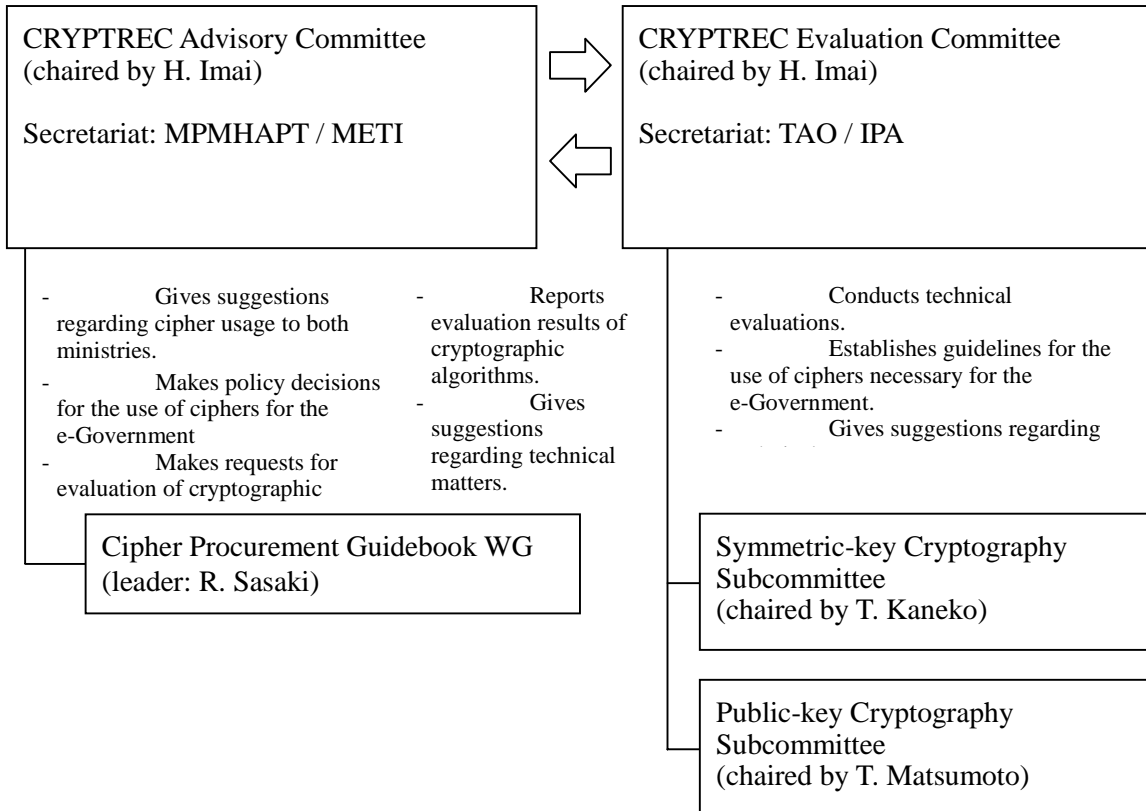 CRYPTREC Advisory Committee
(chaired by H. Imai)
Secretariat: MPMHAPT / METI
CRYPTREC Evaluation Committee
(chaired by H. Imai)
Secretariat: TAO / IPA
- Gives suggestions
regarding cipher usage to both
ministries.
- Makes policy decisions
for the use of ciphers for the
e-Government
- Makes requests for
evaluation of cryptographic
- Reports
evaluation results of
cryptographic
algorithms.
- Gives
suggestions
regarding technical
matters.
- Conducts technical
evaluations.
- Establishes guidelines for the
use of ciphers necessary for the
e-Government.
- Gives suggestions regarding
Cipher Procurement Guidebook WG
(leader: R. Sasaki)
Symmetric-key Cryptography
Subcommittee
(chaired by T. Kaneko)
Public-key Cryptography
Subcommittee
(chaired by T. Matsumoto)